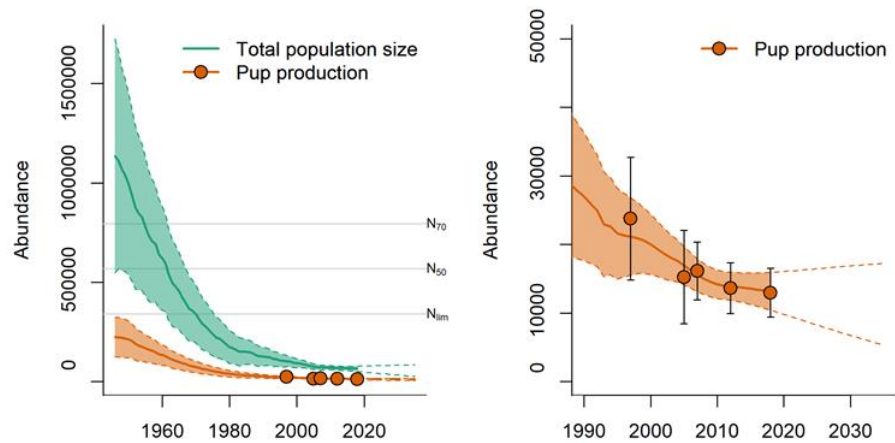 Total population size
Pup production
Abundance
1500000
1000000
500000
0
N70
N50
Nlim
1960
1980
2000
2020
Pup production
Abundance
50000
30000
10000
0
1990
2000
2010
2020
2030